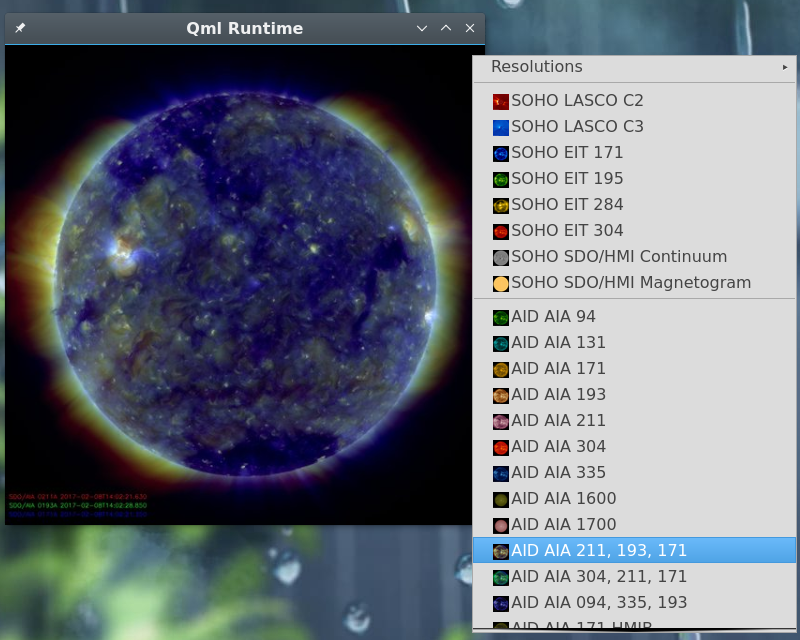 Qml Runtime
Resolutions
SOHO LASCO C2
SOHO LASCO C3
SOHO EIT 171
SOHO EIT 195
SOHO EIT 284
SOHO EIT 304
SOHO SDO/HMI Continuum
SOHO SDO/HMI Magnetogram
AID AIA 94
AID AIA 131
AID AIA 171
AID AIA 193
AID AIA 211
AID AIA 304
AID AIA 335
AID AIA 1600
AID AIA 1700
AID AIA 211, 193, 171
AID AIA 304, 211, 171
AID AIA 094, 335, 193
AID AIA 171 HMIB
SDO/AIA 0211A 2017-02-08T14:02:21.630
SDO/AIA 0193A 2017-02-08T14:02:28.850